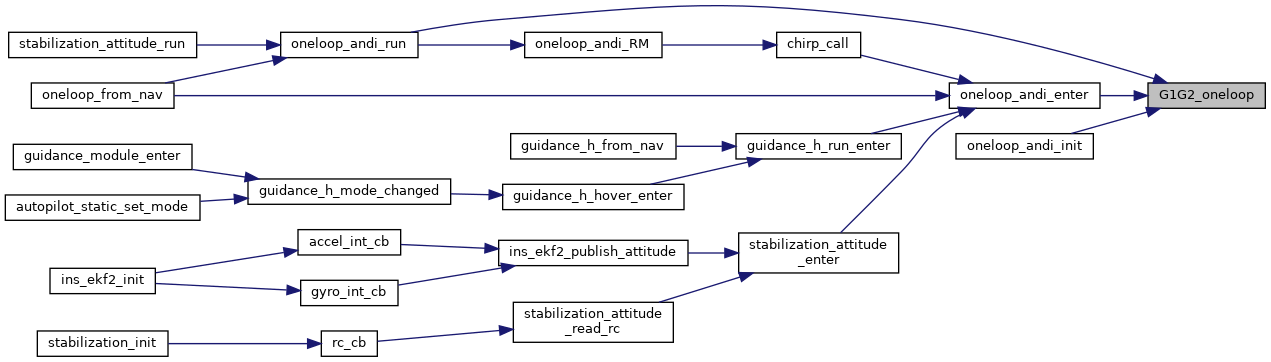 stabilization_attitude_run
oneloop_andi_run
oneloop_andi_RM
chirp_call
oneloop_from_nav
oneloop_andi_enter
G1G2_oneloop
guidance_h_from_nav
guidance_h_run_enter
oneloop_andi_init
guidance_module_enter
guidance_h_mode_changed
guidance_h_hover_enter
autopilot_static_set_mode
accel_int_cb
ins_ekf2_publish_attitude
stabilization_attitude
_enter
ins_ekf2_init
gyro_int_cb
stabilization_attitude
_read_rc
stabilization_init
rc_cb